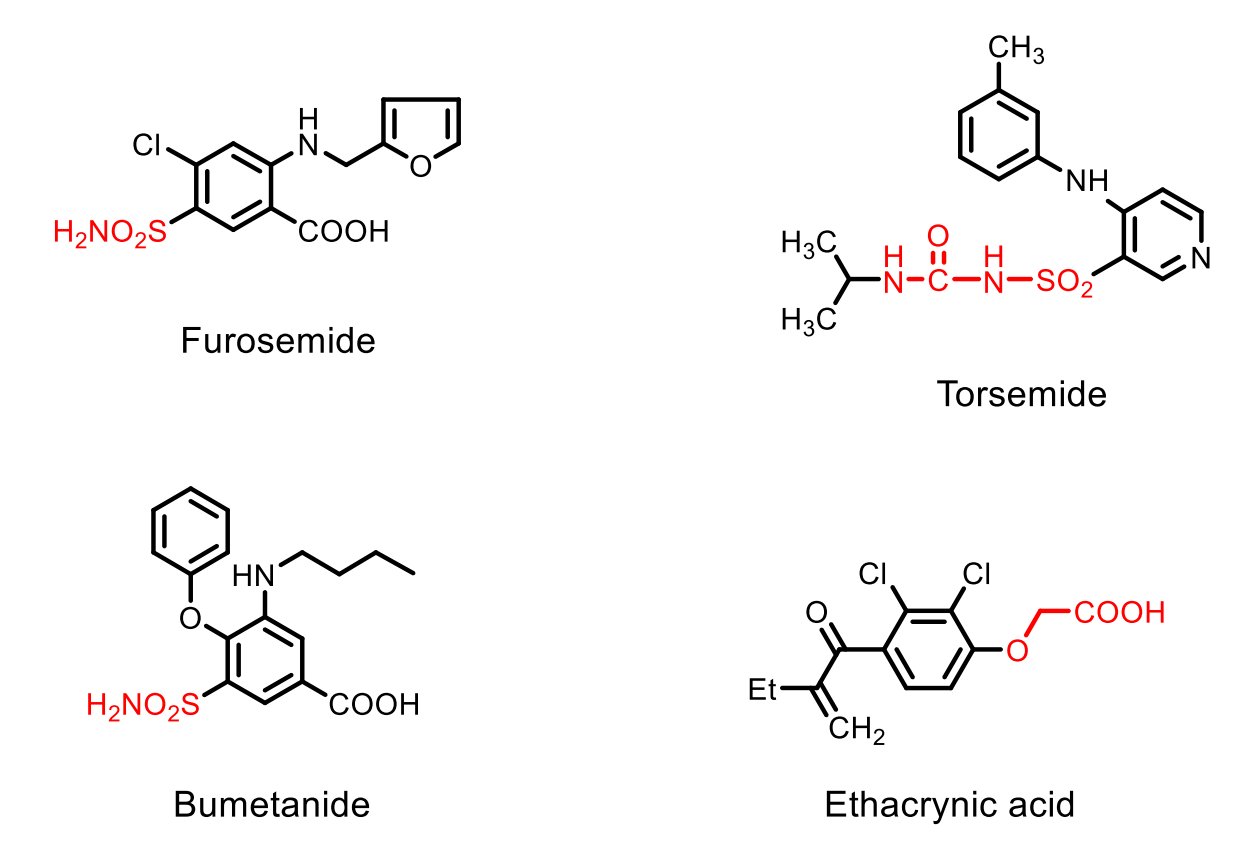 CH3
H
N
Cl
O
H2NO2S
COOH
Furosemide
NH
N
H3C
H
N
O
C
H
N
SO2
H3C
Torsemide
HN
O
H2NO2S
COOH
Bumetanide
Cl
Cl
O
COOH
O
Et
CH2
Ethacrynic acid